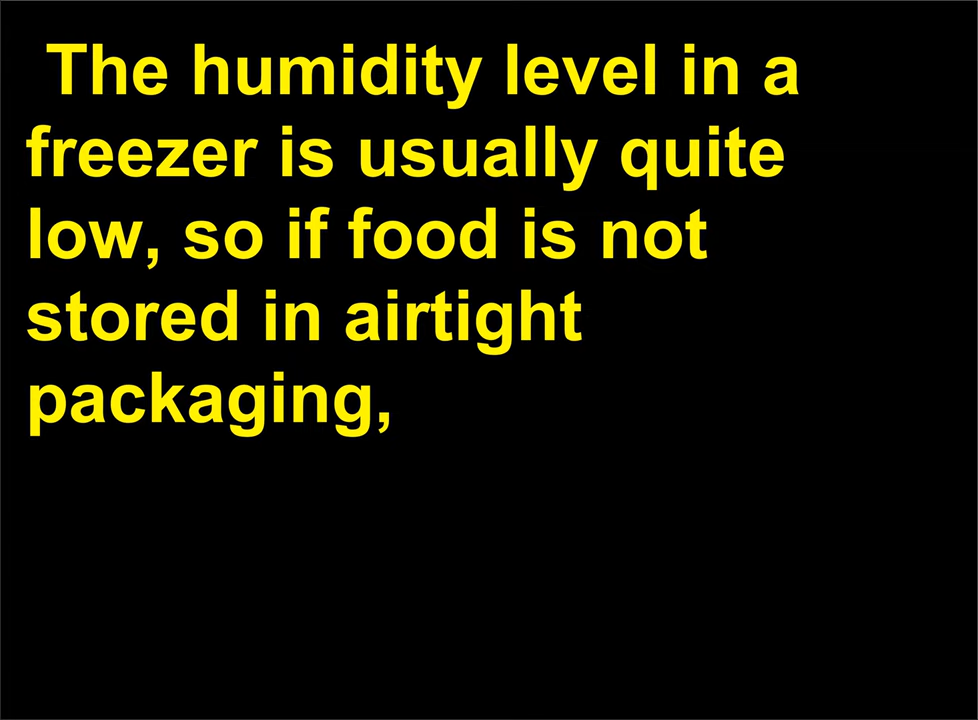 The humidity level in a
freezer is usually quite
low, so if food is not
stored in airtight
packaging,